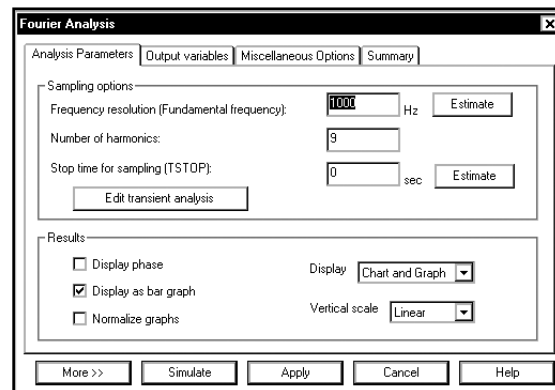 Fourier Analysis
Analysis Parameters Output variables Miscellaneous Options Summary
Sampling options
Frequency resolution (Fundamental frequency): 1000 Hz Estimate
Number of harmonics: 9
Stop time for sampling (TSTOP): 0 sec Estimate
Edit transient analysis
Results
Display phase
Display Chart and Graph
Display as bar graph
Vertical scale Linear
Normalize graphs
More >> Simulate Apply Cancel Help